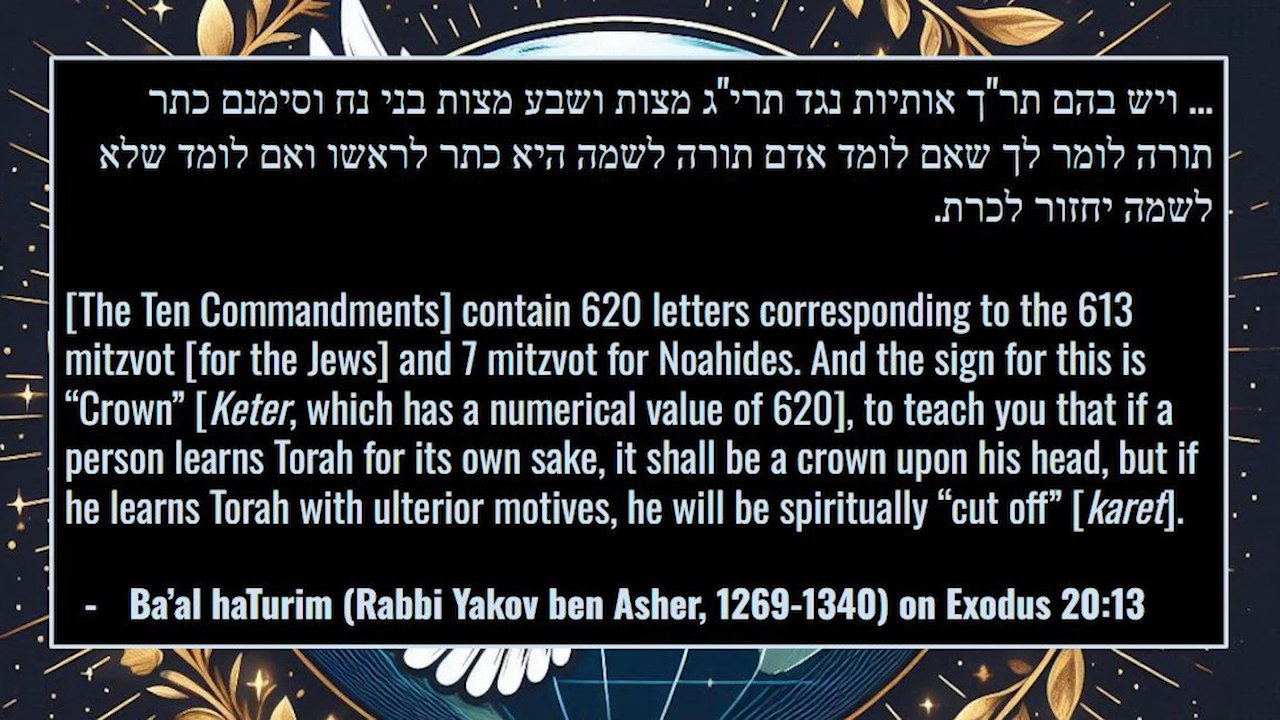 ... ויש בהם תר"ך אותיות נגד תרי"ג מצות ושבע מצות בני נח וסימנם כתר
תורה לומר לך שאם לומד אדם תורה לשמה היא כתר לראשו ואם לומד שלא
לשמה יחזור לכרת.
[The Ten Commandments] contain 620 letters corresponding to the 613
mitzvot [for the Jews] and 7 mitzvot for Noahides. And the sign for this is
“Crown” [Keter, which has a numerical value of 620], to teach you that if a
person learns Torah for its own sake, it shall be a crown upon his head, but if
he learns Torah with ulterior motives, he will be spiritually “cut off” [karet].
- Ba’al haTurim (Rabbi Yakov ben Asher, 1269-1340) on Exodus 20:13